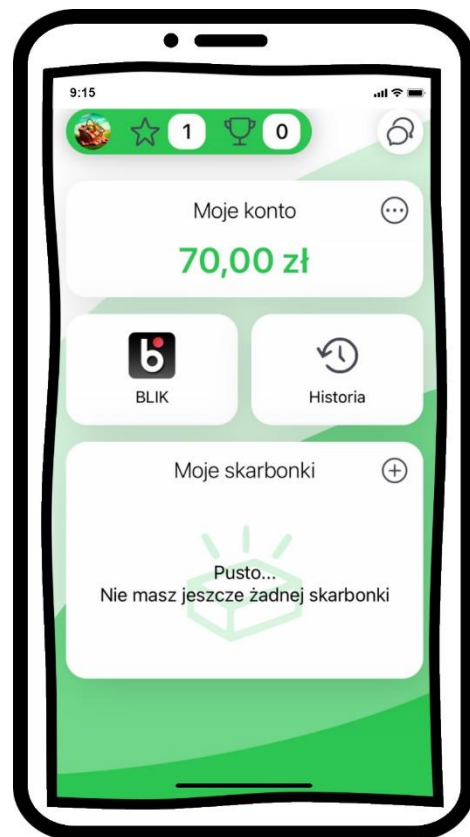 9:15
1 0
Moje konto
70,00 zł
b
BLIK Historia
Moje skarbonki
Pusto...
Nie masz jeszcze żadnej skarbonki